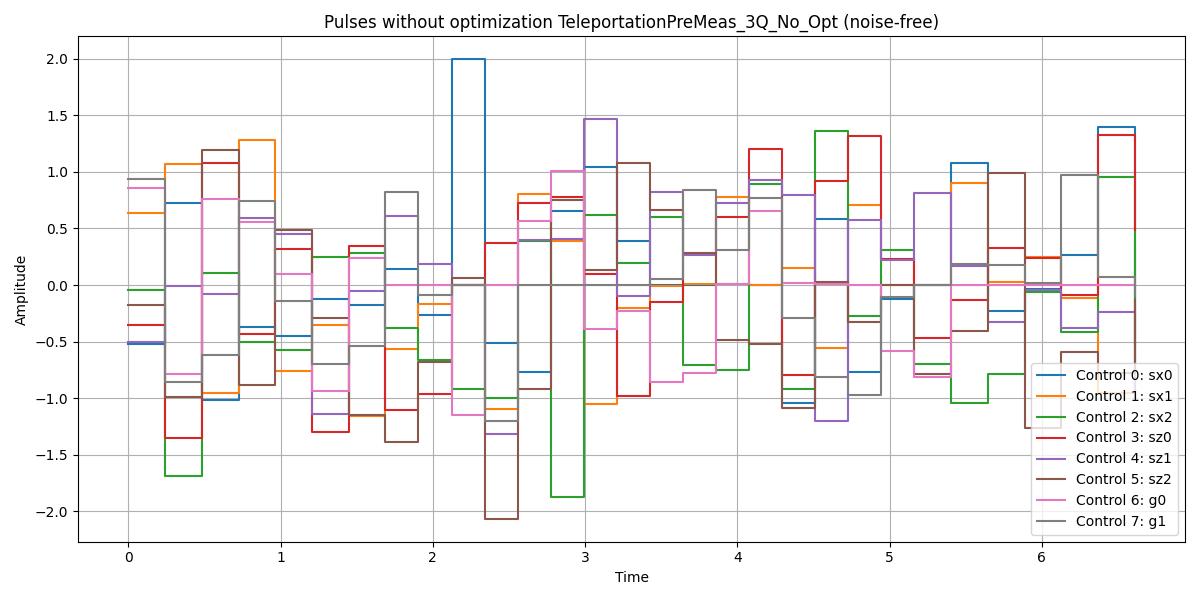 Pulses without optimization TeleportationPreMeas_3Q_No_Opt (noise-free)
Amplitude
2.0
1.5
1.0
0.5
0.0
−0.5
−1.0
−1.5
−2.0
0 1 2 3 4 5 6
Time
Control 0: sx0
Control 1: sx1
Control 2: sx2
Control 3: sz0
Control 4: sz1
Control 5: sz2
Control 6: g0
Control 7: g1